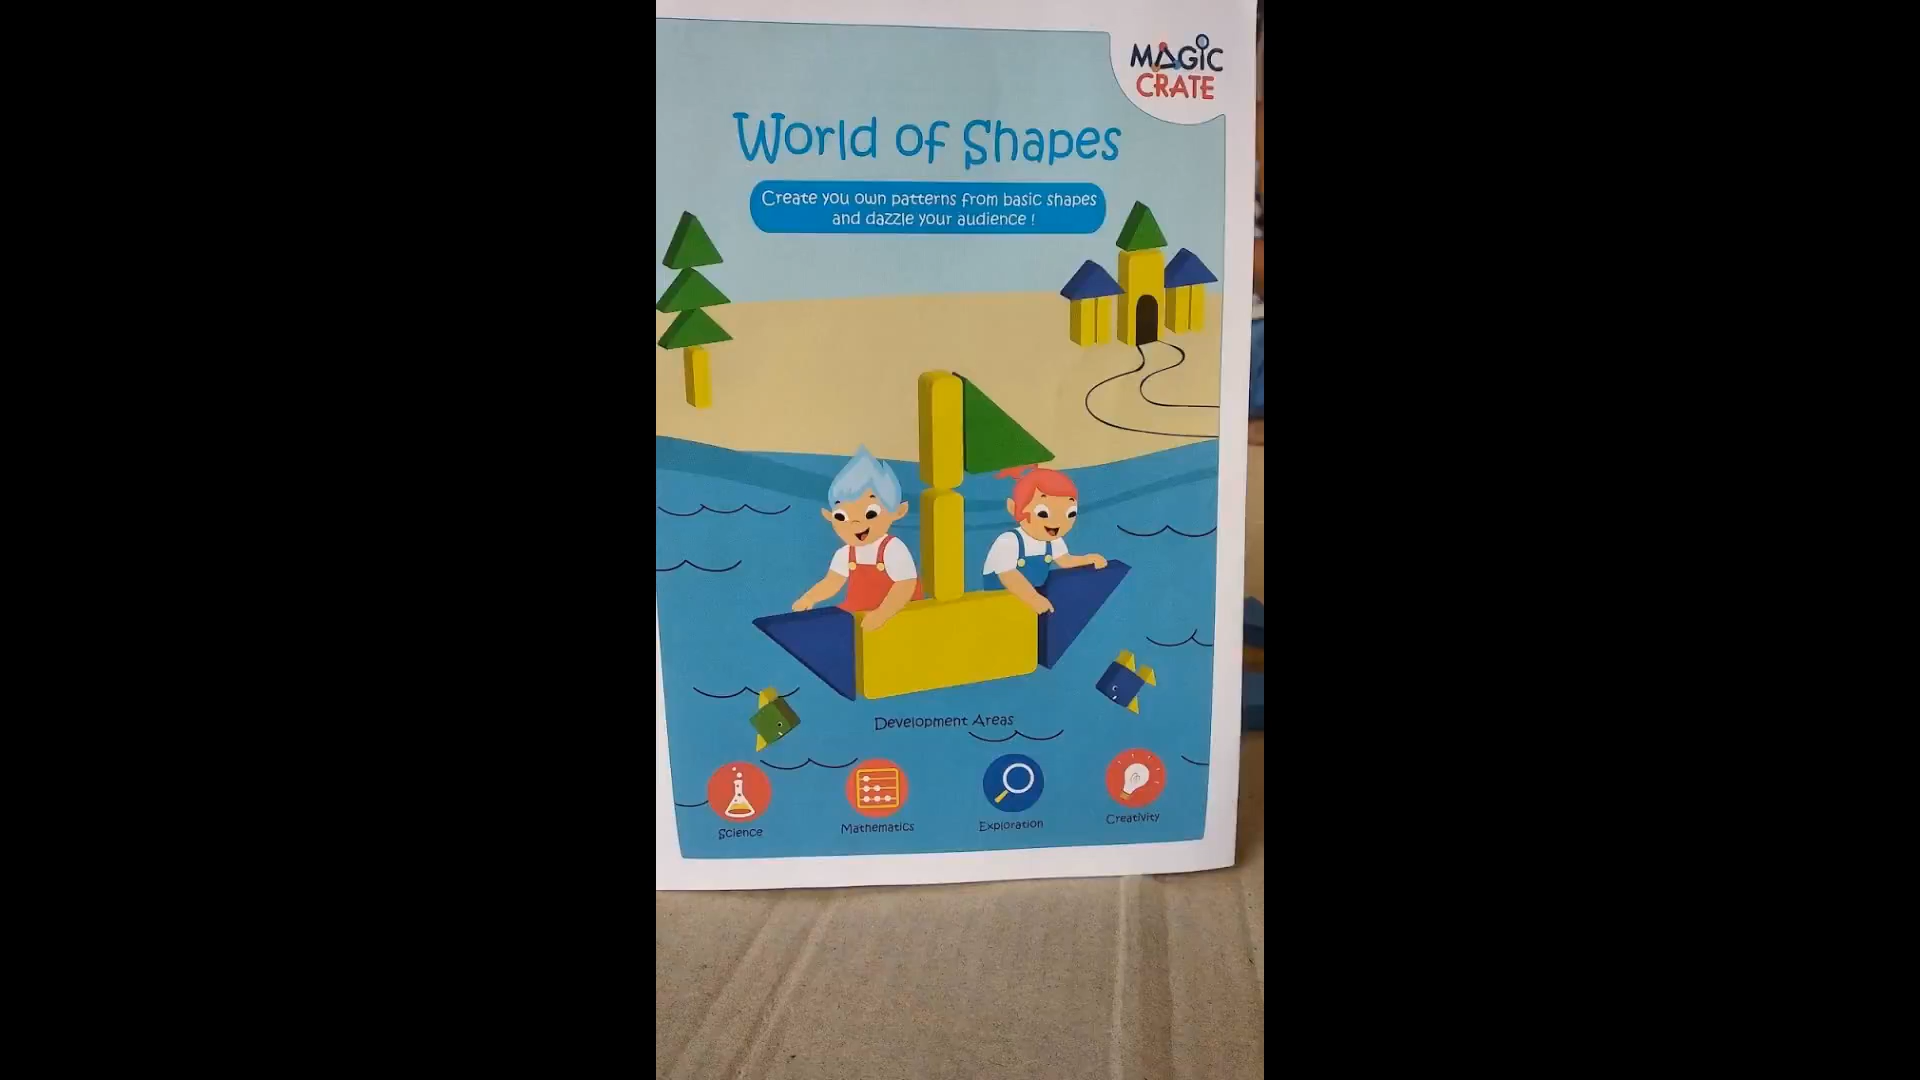 MAGIC
CRATE
World of Shapes
Create you own patterns from basic shapes
and dazzle your audience !
Development Areas
Science
Mathematics
Exploration
Creativity